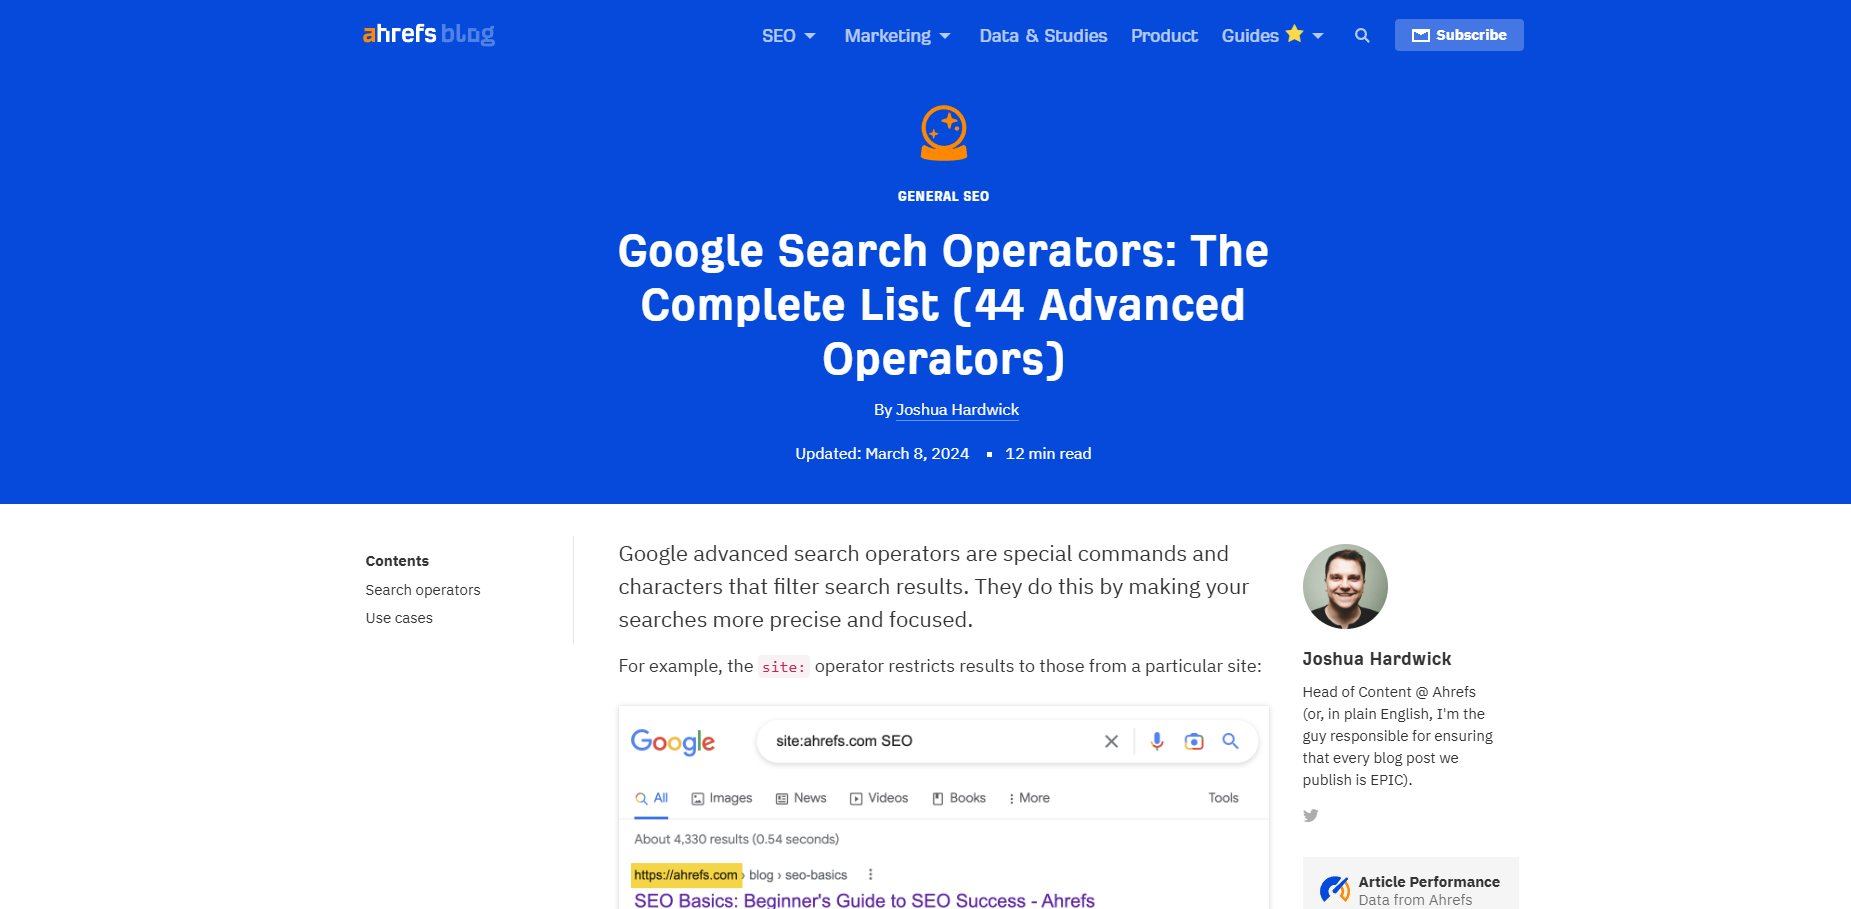 ahrefs blog
SEO Marketing Data & Studies Product Guides Subscribe
GENERAL SEO
Google Search Operators: The
Complete List (44 Advanced
Operators)
By Joshua Hardwick
Updated: March 8, 2024 ▪ 12 min read
Contents
Search operators
Use cases
Google advanced search operators are special commands and
characters that filter search results. They do this by making your
searches more precise and focused.
For example, the site: operator restricts results to those from a particular site:
Google
site:ahrefs.com SEO
All Images News Videos Books More Tools
About 4,330 results (0.54 seconds)
https://ahrefs.com › blog › seo-basics
SEO Basics: Beginner's Guide to SEO Success - Ahrefs
Joshua Hardwick
Head of Content @ Ahrefs
(or, in plain English, I'm the
guy responsible for ensuring
that every blog post we
publish is EPIC).
Article Performance
Data from Ahrefs